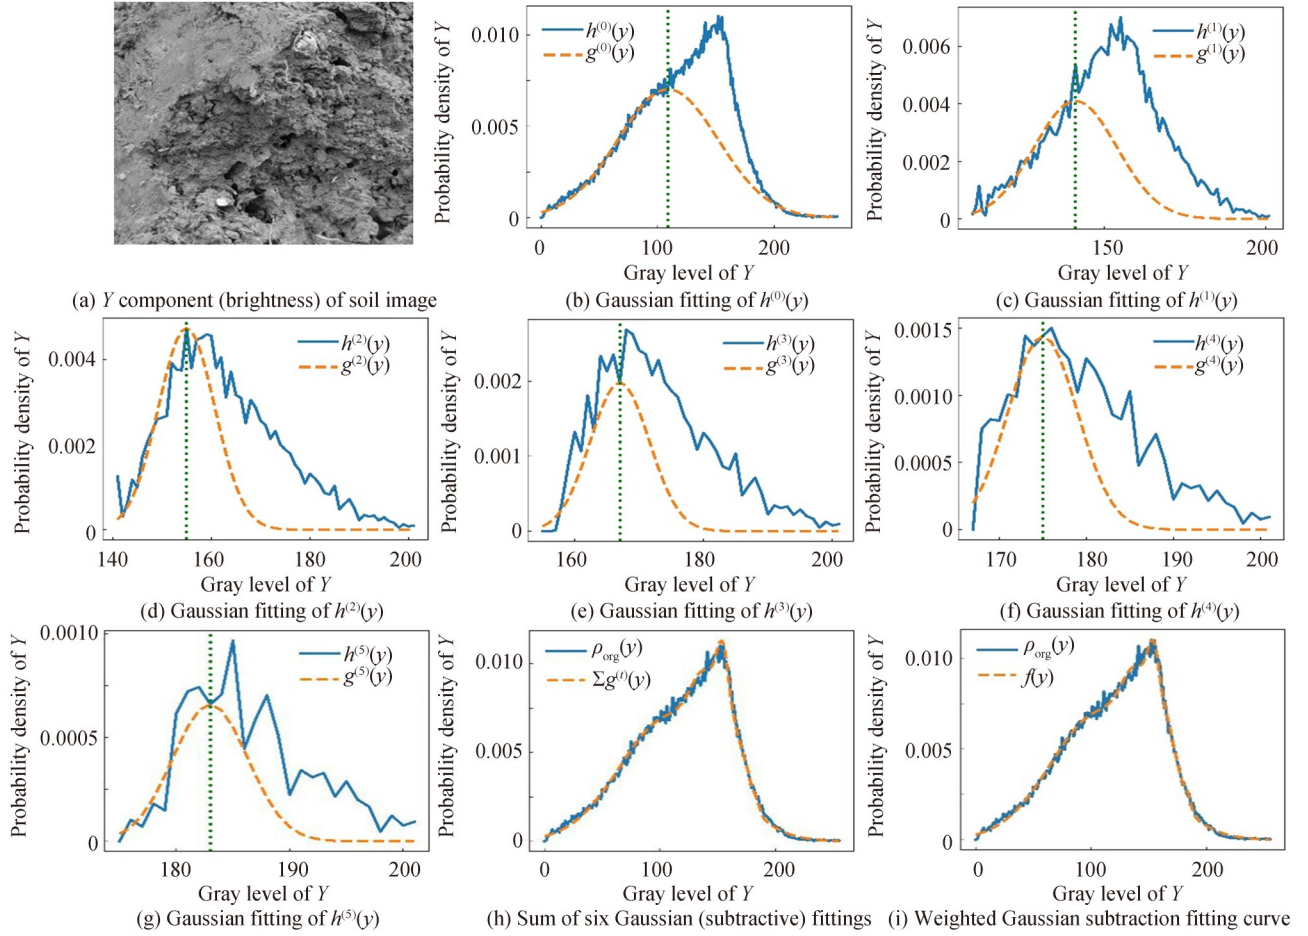 (a) Y component (brightness) of soil image
Probability density of Y
0.010
0.005
0
h⁽⁰⁾(y)
g⁽⁰⁾(y)
0 100 200
Gray level of Y
(b) Gaussian fitting of h⁽⁰⁾(y)
Probability density of Y
0.006
0.004
0.002
0
h⁽¹⁾(y)
g⁽¹⁾(y)
150 200
Gray level of Y
(c) Gaussian fitting of h⁽¹⁾(y)
Probability density of Y
0.004
0.002
0
h⁽²⁾(y)
g⁽²⁾(y)
140 160 180 200
Gray level of Y
(d) Gaussian fitting of h⁽²⁾(y)
Probability density of Y
0.002
0.001
0
h⁽³⁾(y)
g⁽³⁾(y)
160 180 200
Gray level of Y
(e) Gaussian fitting of h⁽³⁾(y)
Probability density of Y
0.0015
0.0010
0.0005
0
h⁽⁴⁾(y)
g⁽⁴⁾(y)
170 180 190 200
Gray level of Y
(f) Gaussian fitting of h⁽⁴⁾(y)
Probability density of Y
0.0010
0.0005
0
h⁽⁵⁾(y)
g⁽⁵⁾(y)
180 190 200
Gray level of Y
(g) Gaussian fitting of h⁽⁵⁾(y)
Probability density of Y
0.010
0.005
0
ρorg(y)
Σg⁽ᵗ⁾(y)
0 100 200
Gray level of Y
(h) Sum of six Gaussian (subtractive) fittings
Probability density of Y
0.010
0.005
0
ρorg(y)
f(y)
0 100 200
Gray level of Y
(i) Weighted Gaussian subtraction fitting curve